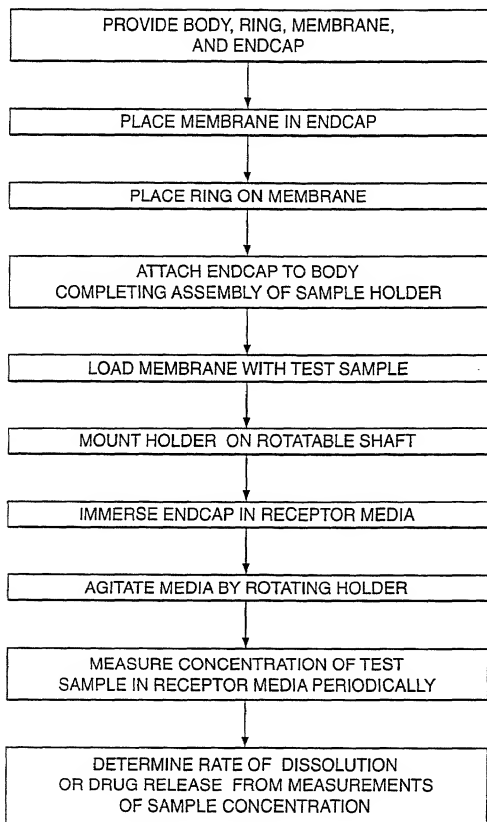 PROVIDE BODY, RING, MEMBRANE,
AND ENDCAP
PLACE MEMBRANE IN ENDCAP
PLACE RING ON MEMBRANE
ATTACH ENDCAP TO BODY
COMPLETING ASSEMBLY OF SAMPLE HOLDER
LOAD MEMBRANE WITH TEST SAMPLE
MOUNT HOLDER ON ROTATABLE SHAFT
IMMERSE ENDCAP IN RECEPTOR MEDIA
AGITATE MEDIA BY ROTATING HOLDER
MEASURE CONCENTRATION OF TEST
SAMPLE IN RECEPTOR MEDIA PERIODICALLY
DETERMINE RATE OF DISSOLUTION
OR DRUG RELEASE FROM MEASUREMENTS
OF SAMPLE CONCENTRATION